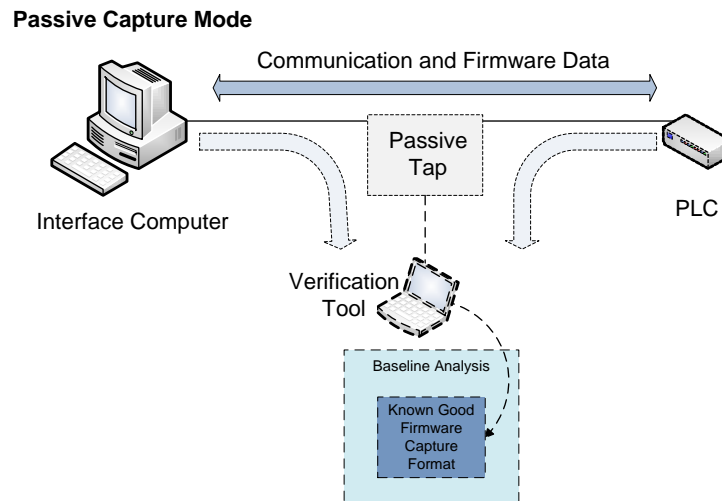 Passive Capture Mode
Communication and Firmware Data
Passive
Tap
Interface Computer
PLC
Verification
Tool
Baseline Analysis
Known Good
Firmware
Capture
Format